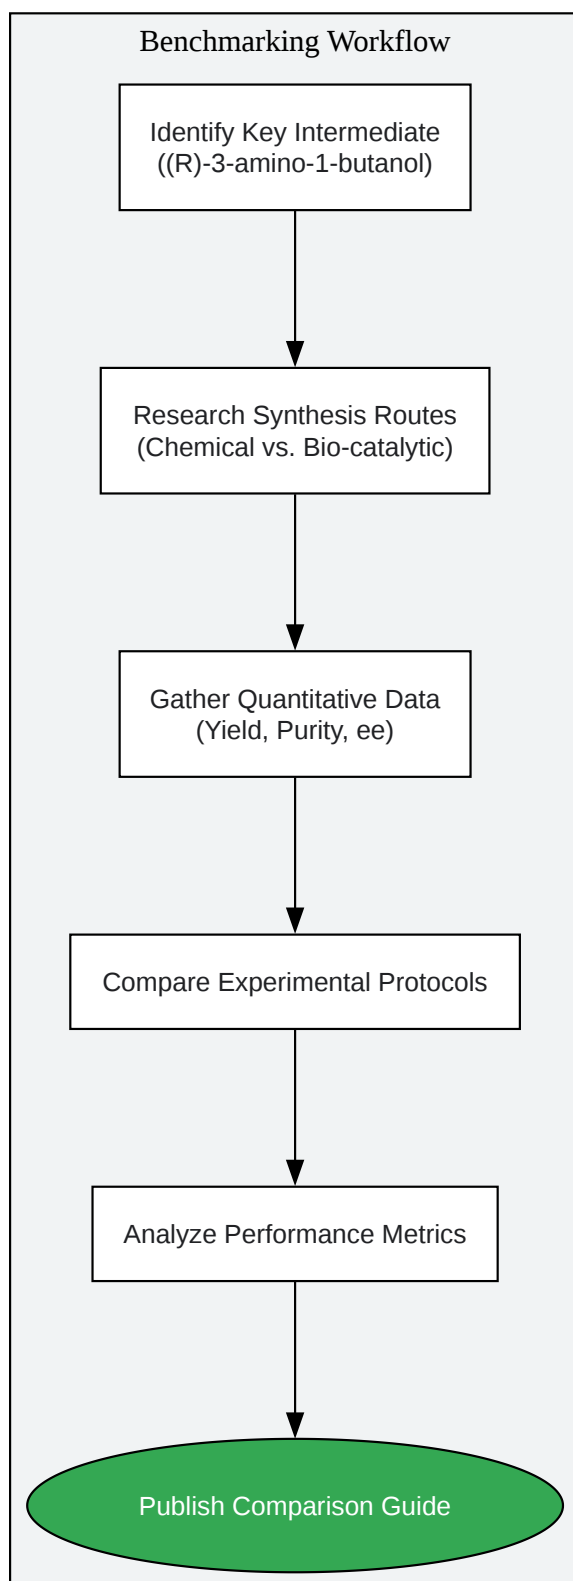 Benchmarking Workflow
Identify Key Intermediate
((R)-3-amino-1-butanol)
Research Synthesis Routes
(Chemical vs. Bio-catalytic)
Gather Quantitative Data
(Yield, Purity, ee)
Compare Experimental Protocols
Analyze Performance Metrics
Publish Comparison Guide